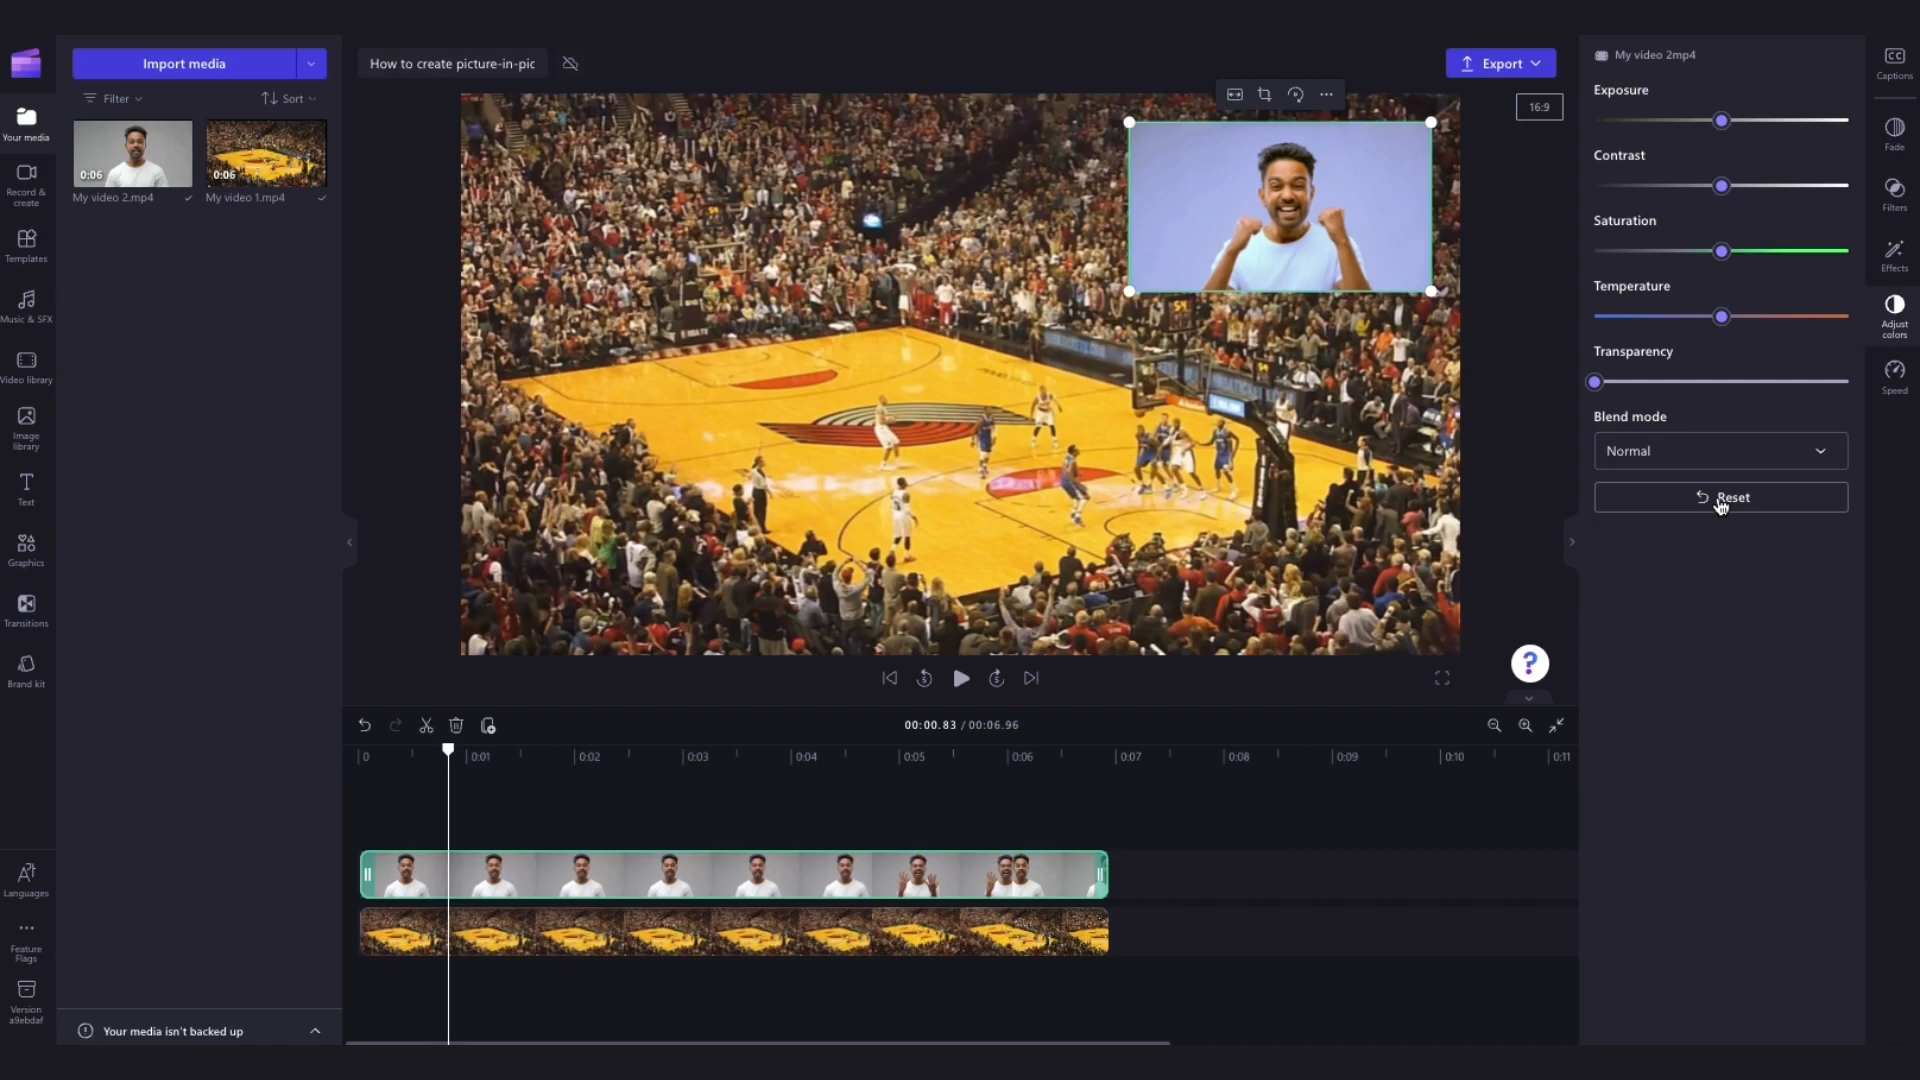 Import media
Filter
Sort
0:06
0:06
My video 2.mp4
My video 1.mp4
Your media
Record &
create
Templates
Music & SFX
Video library
Image
library
Text
Graphics
Transitions
Brand kit
Languages
Feature
Flags
Version
a9ebdaf
Your media isn't backed up
How to create picture-in-pic
Export
16:9
5
5
?
00:00.83 / 00:06.96
0
0:01
0:02
0:03
0:04
0:05
0:06
0:07
0:08
0:09
0:10
0:11
My video 2mp4
Exposure
Contrast
Saturation
Temperature
Transparency
Blend mode
Normal
Reset
CC
Captions
Fade
Filters
Effects
Adjust
colors
Speed